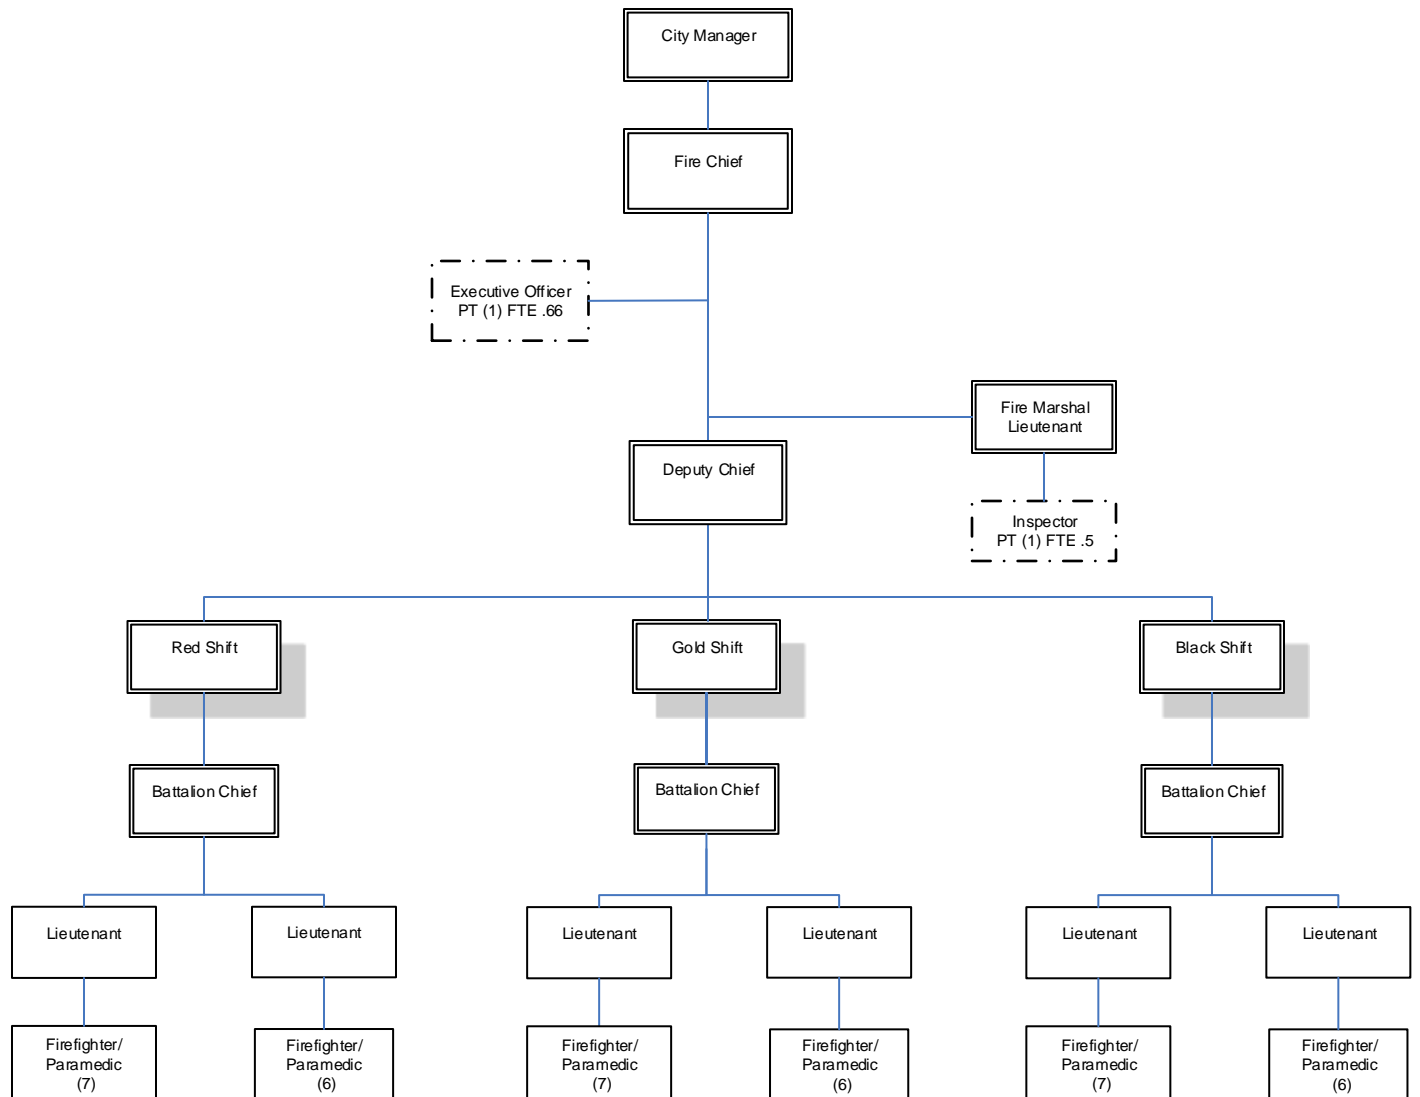 City Manager
Fire Chief
Executive Officer
PT (1) FTE .66
Fire Marshal
Lieutenant
Deputy Chief
Inspector
PT (1) FTE .5
Red Shift
Gold Shift
Black Shift
Battalion Chief
Battalion Chief
Battalion Chief
Lieutenant
Lieutenant
Lieutenant
Lieutenant
Lieutenant
Lieutenant
Firefighter/
Paramedic
(7)
Firefighter/
Paramedic
(6)
Firefighter/
Paramedic
(7)
Firefighter/
Paramedic
(6)
Firefighter/
Paramedic
(7)
Firefighter/
Paramedic
(6)